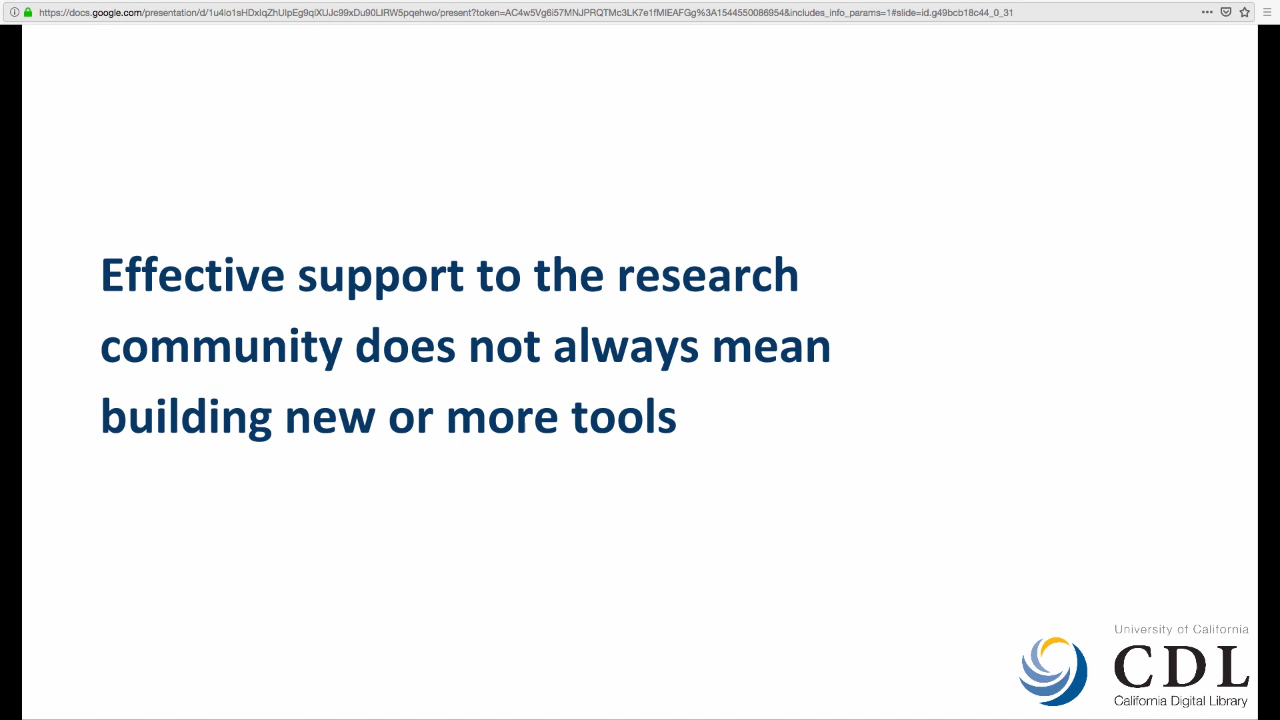 Effective support to the research
community does not always mean
building new or more tools
University of California
CDL
California Digital Library